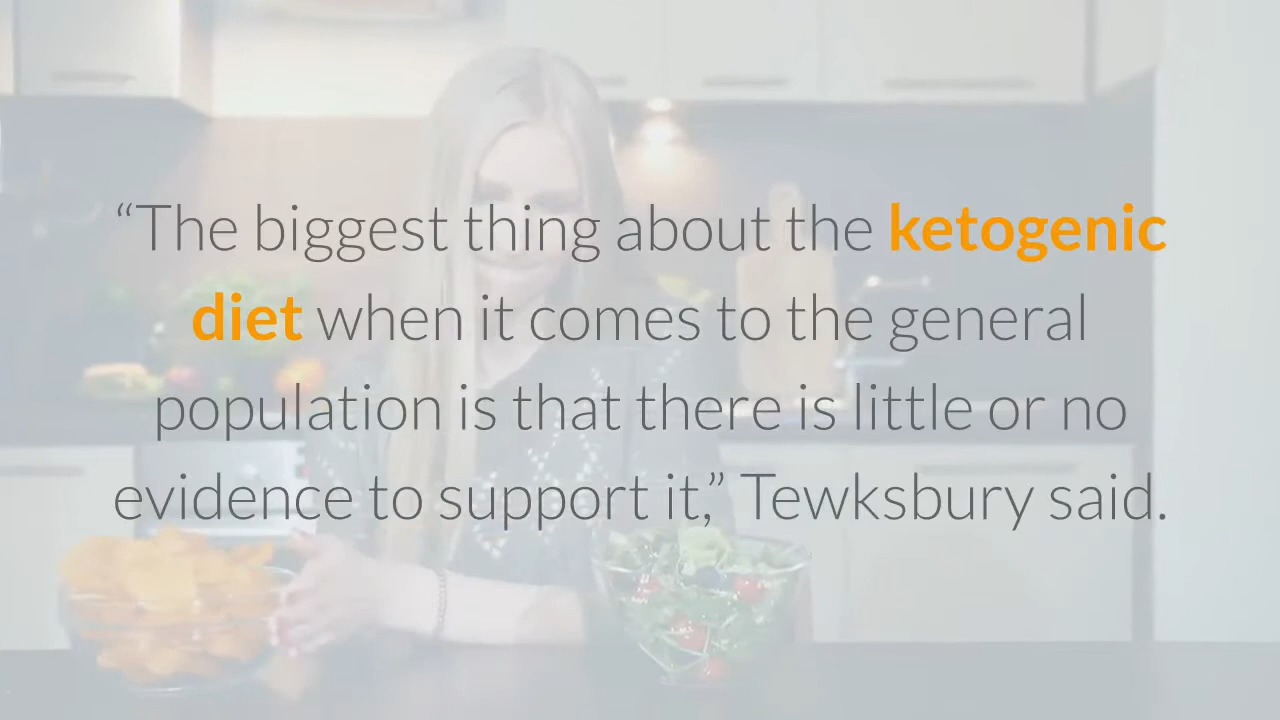 “The biggest thing about the ketogenic
diet when it comes to the general
population is that there is little or no
evidence to support it,” Tewksbury said.